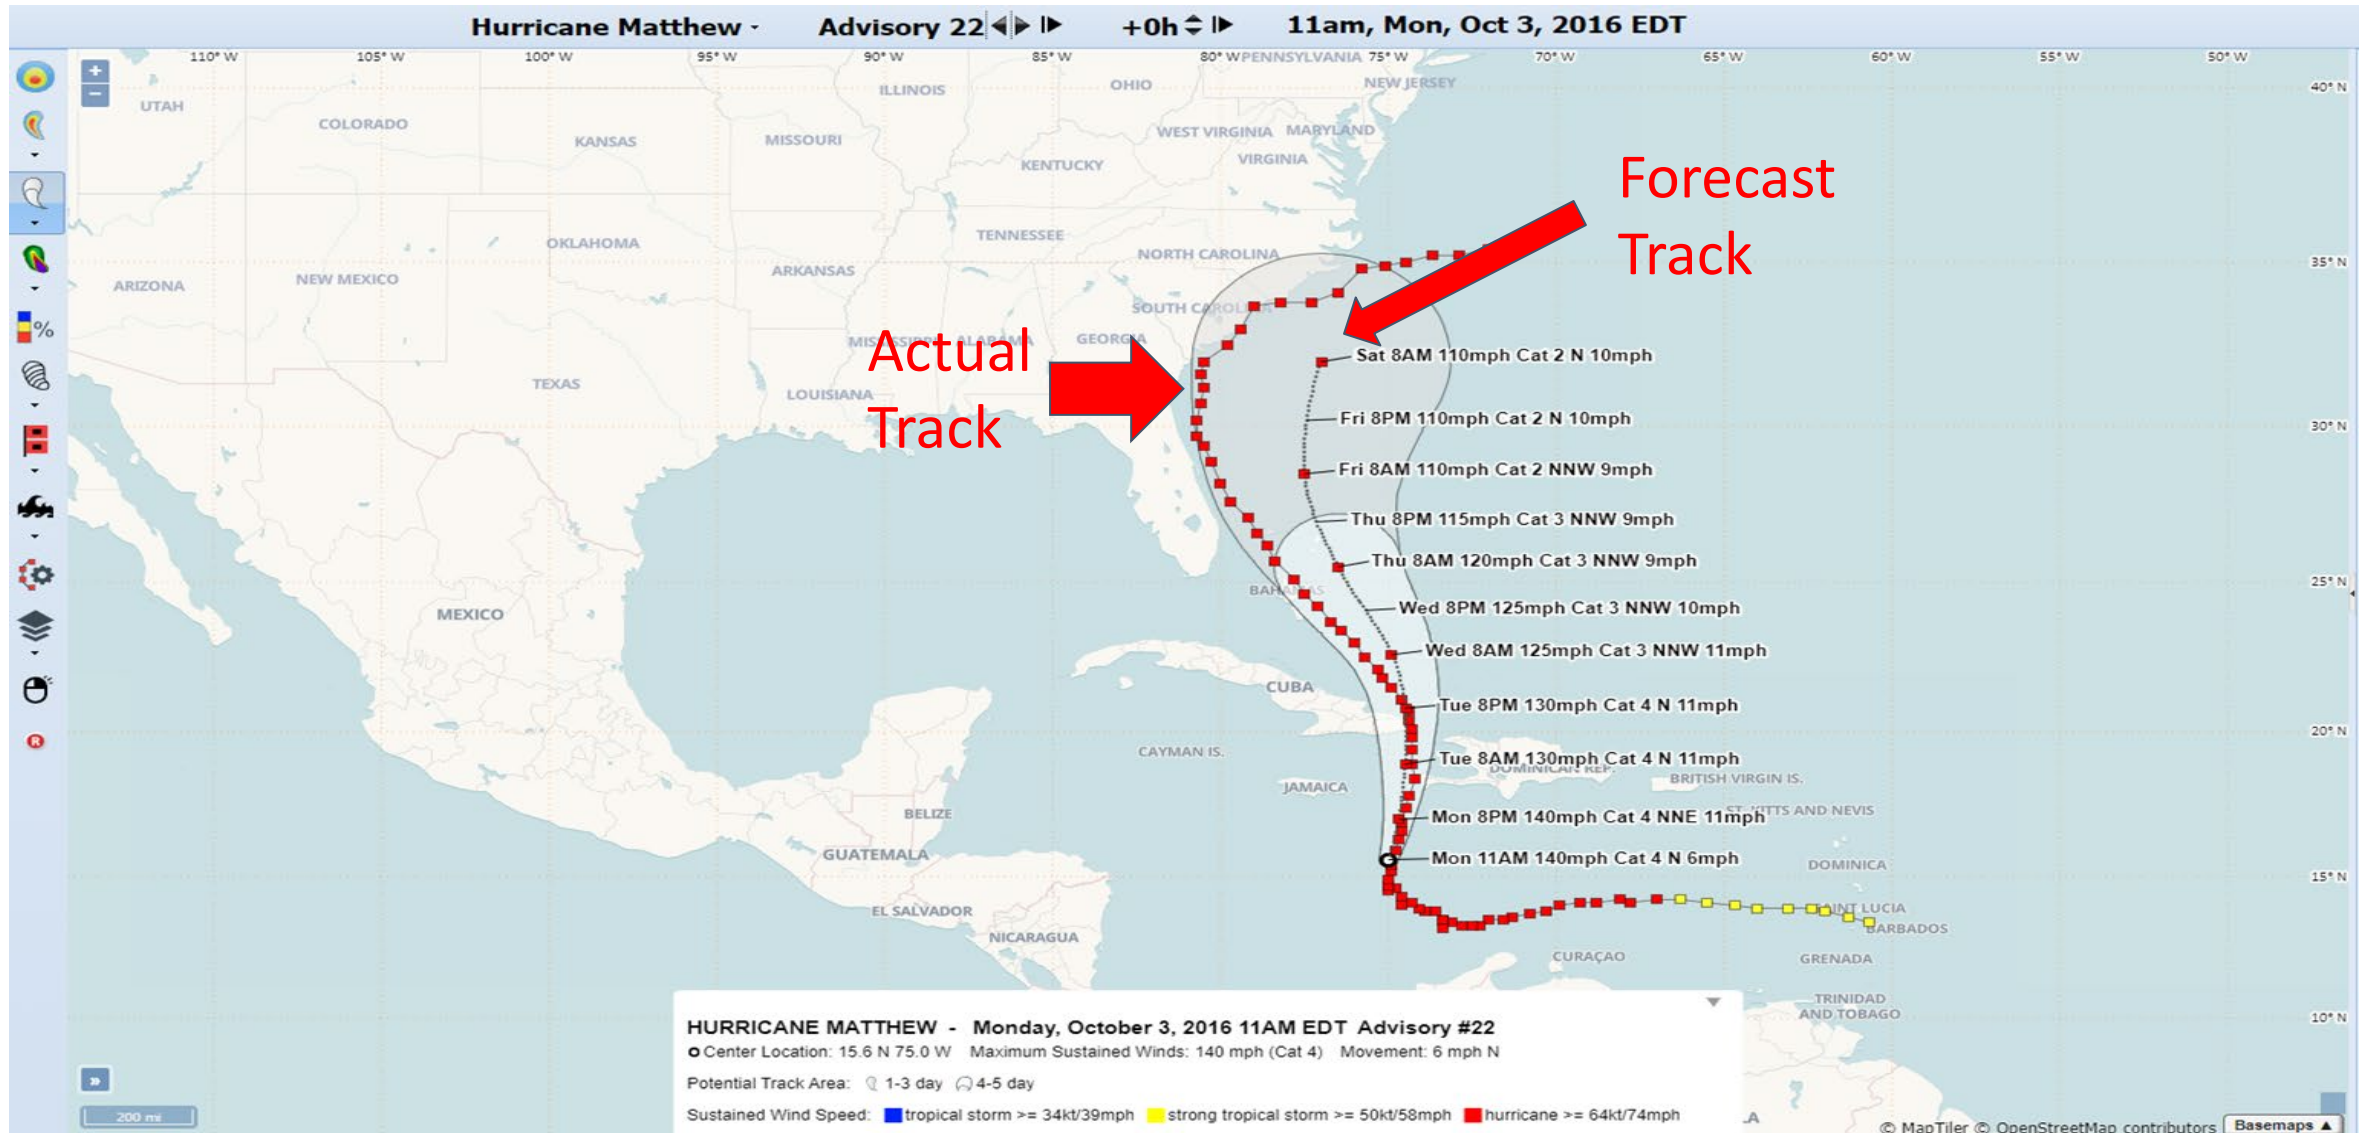 Hurricane Matthew - Advisory 22 +0h 11am, Mon, Oct 3, 2016 EDT
110° W 105° W 100° W 95° W 90° W 85° W 80° W PENNSYLVANIA 75° W 70° W 65° W 60° W 55° W 50° W
+
−
ILLINOIS OHIO NEW JERSEY 40° N
UTAH
COLORADO KANSAS MISSOURI WEST VIRGINIA MARYLAND
KENTUCKY VIRGINIA
Forecast
Track
%
OKLAHOMA TENNESSEE
NORTH CAROLINA 35° N
ARIZONA NEW MEXICO ARKANSAS
SOUTH CAROLINA
MISSISSIPPI ALABAMA GEORGIA
Actual
Track
Sat 8AM 110mph Cat 2 N 10mph
TEXAS LOUISIANA
Fri 8PM 110mph Cat 2 N 10mph
30° N
Fri 8AM 110mph Cat 2 NNW 9mph
Thu 8PM 115mph Cat 3 NNW 9mph
Thu 8AM 120mph Cat 3 NNW 9mph
BAHAMAS 25° N
MEXICO Wed 8PM 125mph Cat 3 NNW 10mph
Wed 8AM 125mph Cat 3 NNW 11mph
CUBA
Tue 8PM 130mph Cat 4 N 11mph
20° N
CAYMAN IS. Tue 8AM 130mph Cat 4 N 11mph
DOMINICAN REP.
JAMAICA BRITISH VIRGIN IS.
R
BELIZE ST. KITTS AND NEVIS
Mon 8PM 140mph Cat 4 NNE 11mph
GUATEMALA Mon 11AM 140mph Cat 4 N 6mph DOMINICA
15° N
EL SALVADOR SAINT LUCIA
NICARAGUA BARBADOS
CURAÇAO GRENADA
TRINIDAD
AND TOBAGO
10° N
HURRICANE MATTHEW - Monday, October 3, 2016 11AM EDT Advisory #22
Center Location: 15.6 N 75.0 W Maximum Sustained Winds: 140 mph (Cat 4) Movement: 6 mph N
Potential Track Area: 1-3 day 4-5 day
Sustained Wind Speed: tropical storm >= 34kt/39mph strong tropical storm >= 50kt/58mph hurricane >= 64kt/74mph
»
200 mi
© MapTiler © OpenStreetMap contributors Basemaps ▲